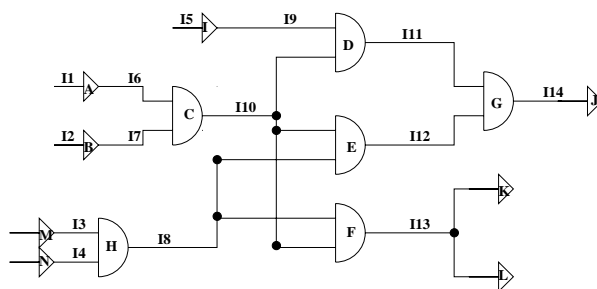 I5 I I9
D I11
I1 A I6
C I10
G I14 J
I2 B I7
E I12
K
M I3
H I8
F I13
N I4
L